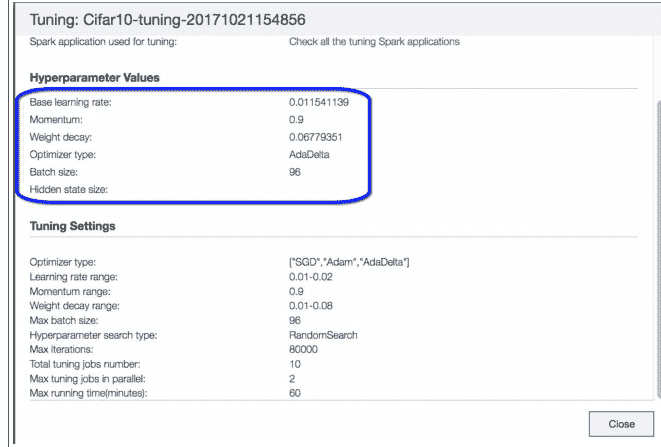 Tuning: Cifar10-tuning-20171021154856
Spark application used for tuning: Check all the tuning Spark applications
Hyperparameter Values
Base learning rate: 0.011541139
Momentum: 0.9
Weight decay: 0.06779351
Optimizer type: AdaDelta
Batch size: 96
Hidden state size:
Tuning Settings
Optimizer type: ["SGD","Adam","AdaDelta"]
Learning rate range: 0.01-0.02
Momentum range: 0.9
Weight decay range: 0.01-0.08
Max batch size: 96
Hyperparameter search type: RandomSearch
Max iterations: 80000
Total tuning jobs number: 10
Max tuning jobs in parallel: 2
Max running time(minutes): 60
Close